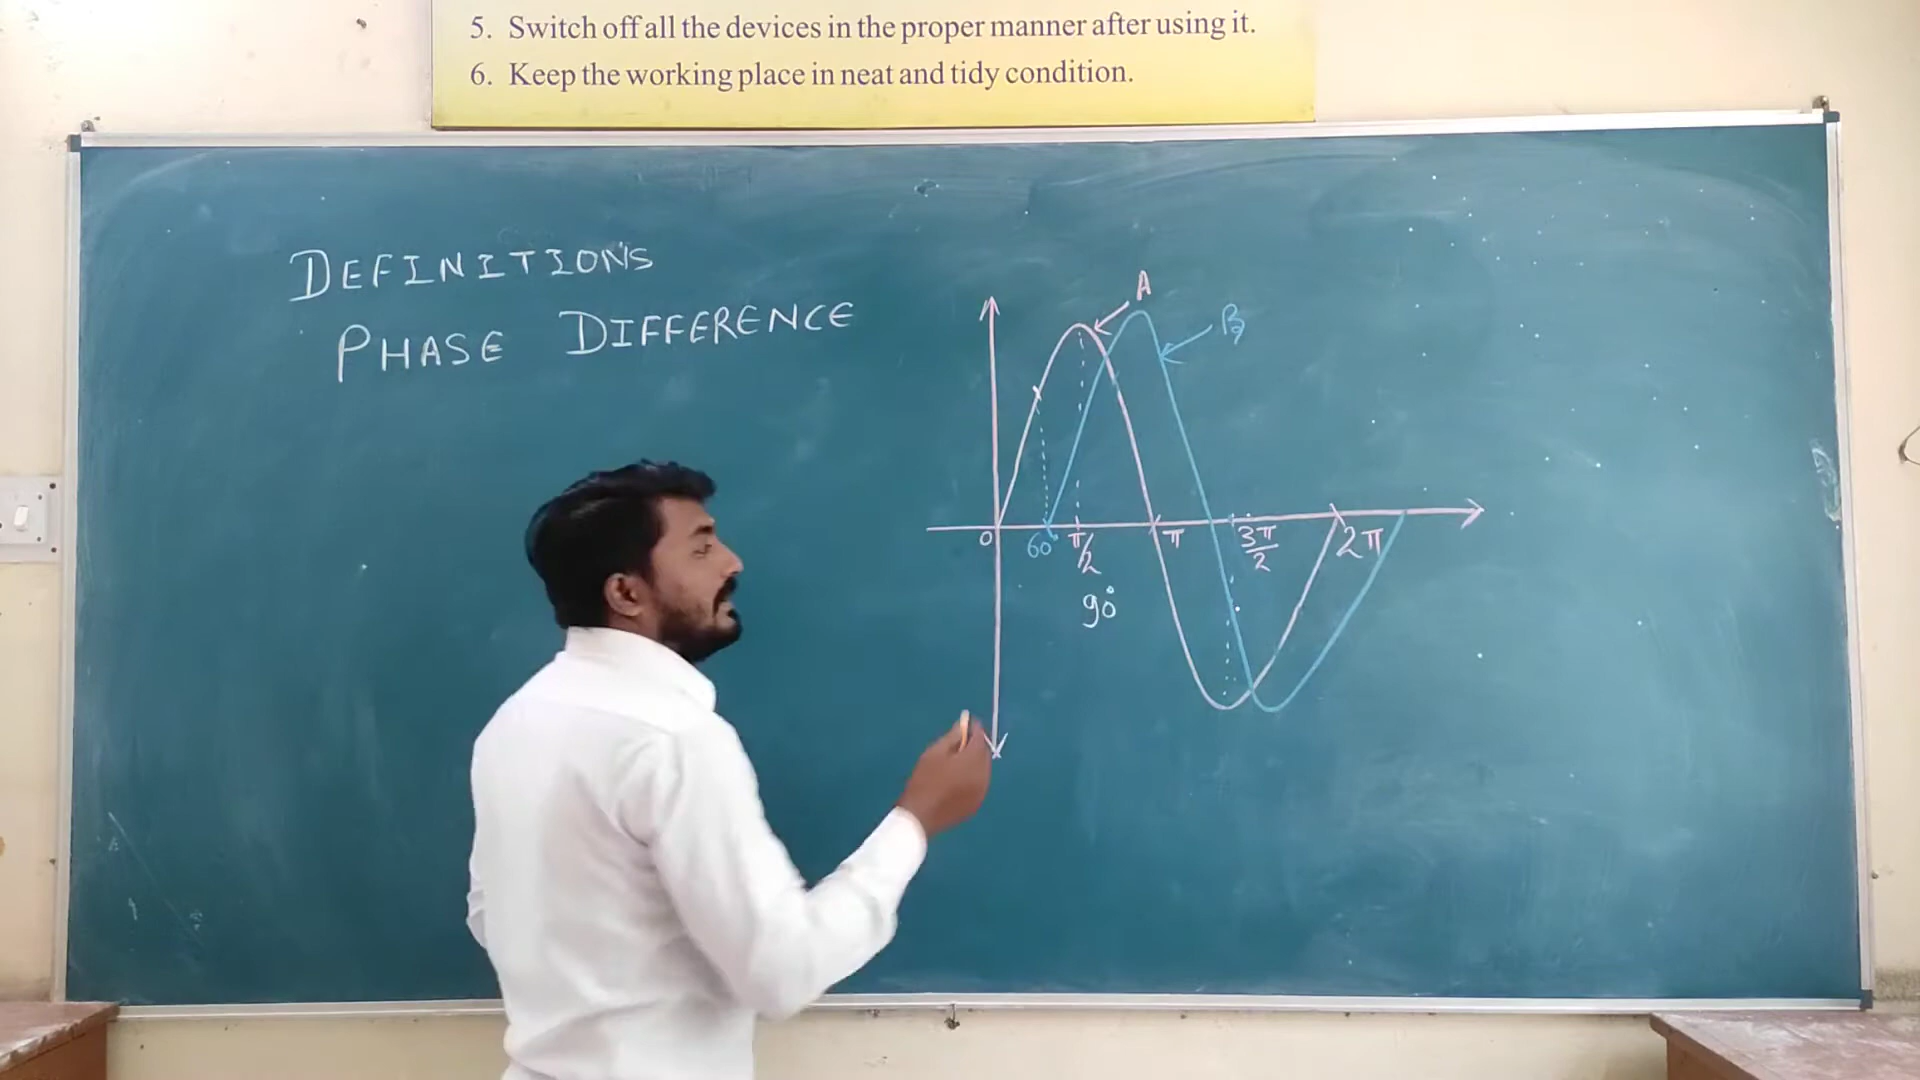 5. Switch off all the devices in the proper manner after using it.
6. Keep the working place in neat and tidy condition.
DEFINITIONS
PHASE DIFFERENCE
A
B
0 60° π/2 π 3π/2 2π
90°